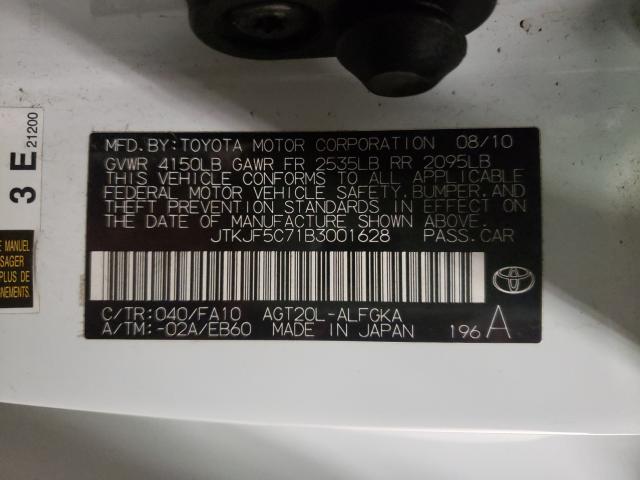 MFD.BY:TOYOTA MOTOR CORPORATION 08/10
GVWR 4150LB GAWR FR 2535LB RR 2095LB
THIS VEHICLE CONFORMS TO ALL APPLICABLE
FEDERAL MOTOR VEHICLE SAFETY, BUMPER, AND
THEFT PREVENTION STANDARDS IN EFFECT ON
THE DATE OF MANUFACTURE SHOWN ABOVE.
JTKJF5C71B3001628 PASS.CAR
C/TR:040/FA10 AGT20L-ALFGKA
A/TM:-02A/EB60 MADE IN JAPAN 196 A
3 E 21200
M COM.
SAGER
PLUS DE
NEMENTS.